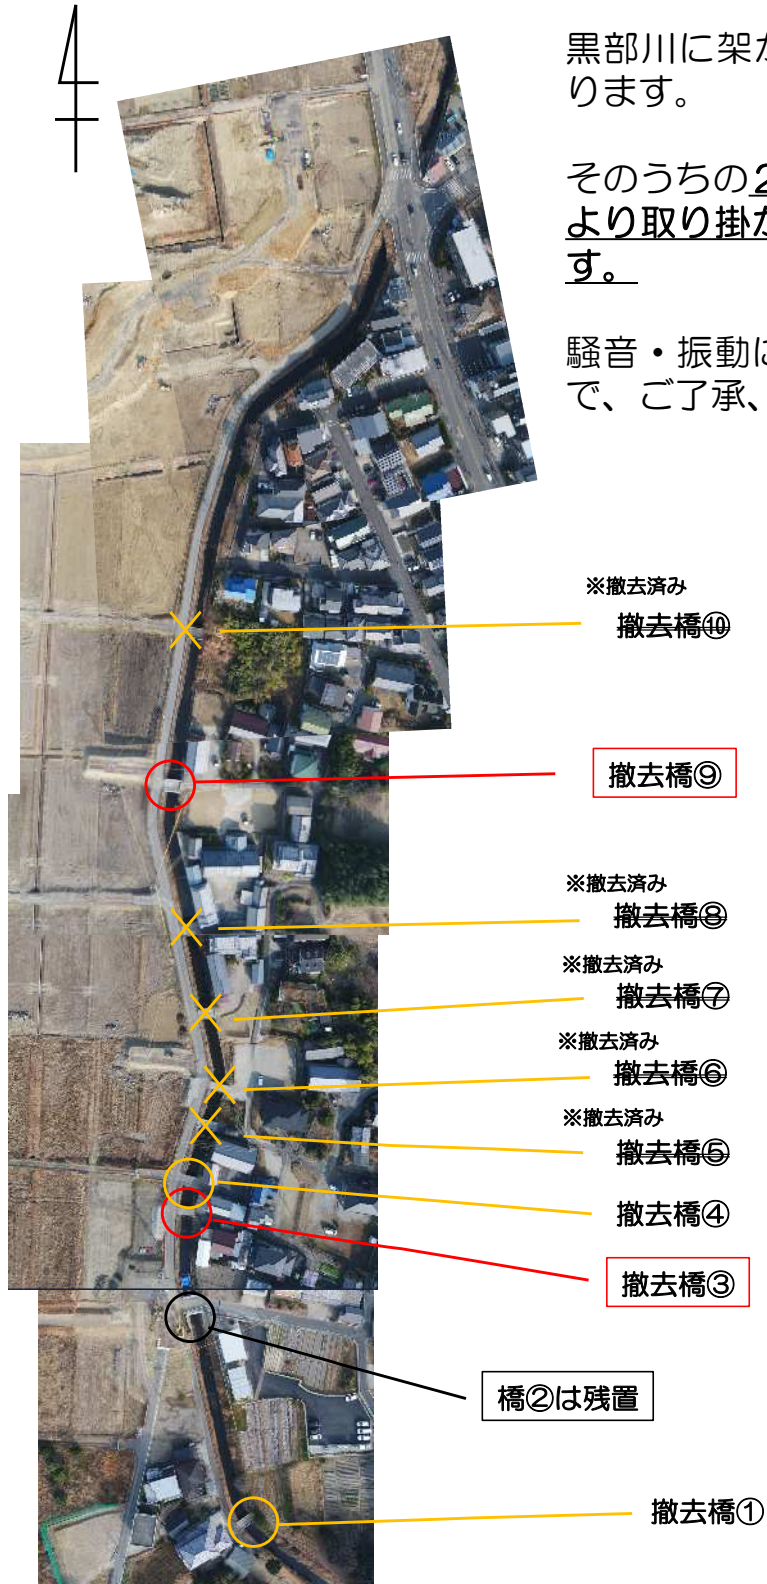 黒部川に架か
ります。
そのうちの2
より取り掛か
す。
騒音・振動に
で、ご了承、
※撤去済み
撤去橋⑩
撤去橋⑨
※撤去済み
撤去橋⑧
※撤去済み
撤去橋⑦
※撤去済み
撤去橋⑥
※撤去済み
撤去橋⑤
撤去橋④
撤去橋③
橋②は残置
撤去橋①